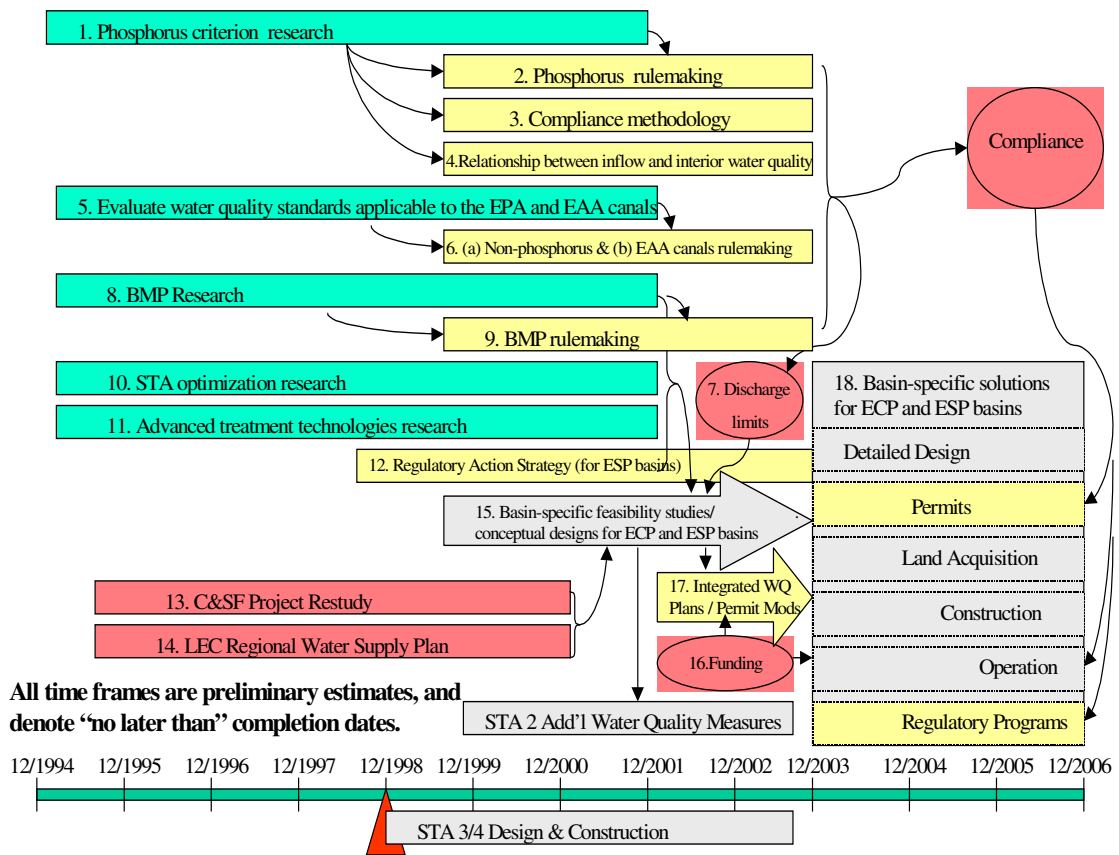 1. Phosphorus criterion research
2. Phosphorus rulemaking
3. Compliance methodology
4.Relationship between inflow and interior water quality
Compliance
5. Evaluate water quality standards applicable to the EPA and EAA canals
6. (a) Non-phosphorus & (b) EAA canals rulemaking
8. BMP Research
9. BMP rulemaking
10. STA optimization research
11. Advanced treatment technologies research
7. Discharge
limits
12. Regulatory Action Strategy (for ESP basins)
15. Basin-specific feasibility studies/
conceptual designs for ECP and ESP basins
13. C&SF Project Restudy
14. LEC Regional Water Supply Plan
17. Integrated WQ
Plans / Permit Mods
16.Funding
18. Basin-specific solutions
for ECP and ESP basins
Detailed Design
Permits
Land Acquisition
Construction
Operation
Regulatory Programs
All time frames are preliminary estimates, and
denote “no later than” completion dates.
STA 2 Add’l Water Quality Measures
12/1994 12/1995 12/1996 12/1997 12/1998 12/1999 12/2000 12/2001 12/2002 12/2003 12/2004 12/2005 12/2006
STA 3/4 Design & Construction